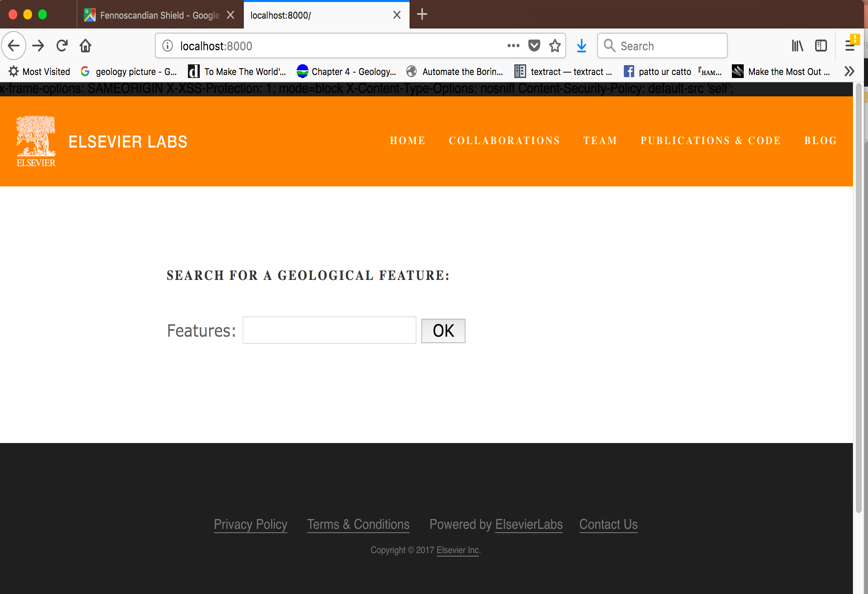 Fennoscandian Shield - Google
localhost:8000/
localhost:8000
Search
Most Visited
geology picture - G...
To Make The World'...
Chapter 4 - Geology...
Automate the Borin...
textract — textract ...
patto ur catto
HAM...
Make the Most Out ...
x-frame-options: SAMEORIGIN X-XSS-Protection: 1; mode=block X-Content-Type-Options: nosniff Content-Security-Policy: default-src 'self';
ELSEVIER
ELSEVIER LABS
HOME
COLLABORATIONS
TEAM
PUBLICATIONS & CODE
BLOG
SEARCH FOR A GEOLOGICAL FEATURE:
Features:
OK
Privacy Policy
Terms & Conditions
Powered by ElsevierLabs
Contact Us
Copyright © 2017 Elsevier Inc.